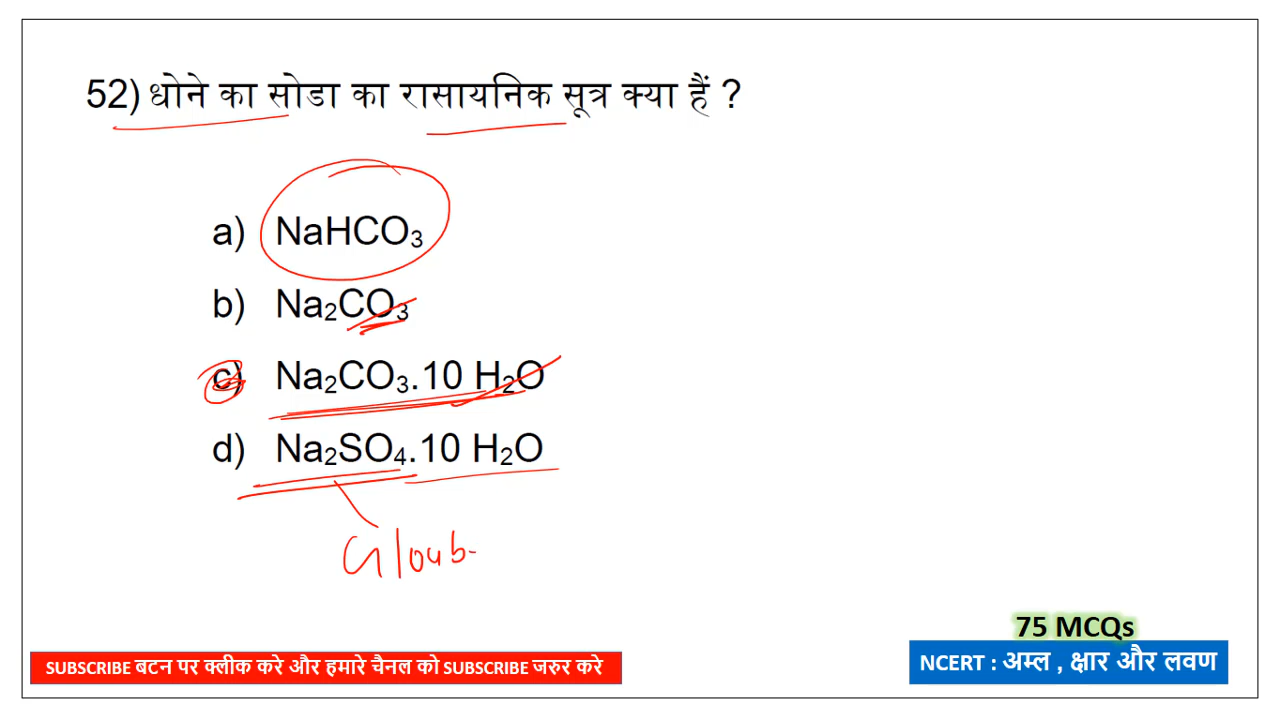 52) धोने का सोडा का रासायनिक सूत्र क्या हैं ?
a) NaHCO₃
b) Na₂CO₃
c) Na₂CO₃.10 H₂O
d) Na₂SO₄.10 H₂O
Gloub-
75 MCQs
SUBSCRIBE बटन पर क्लीक करे और हमारे चैनल को SUBSCRIBE जरुर करे
NCERT : अम्ल , क्षार और लवण